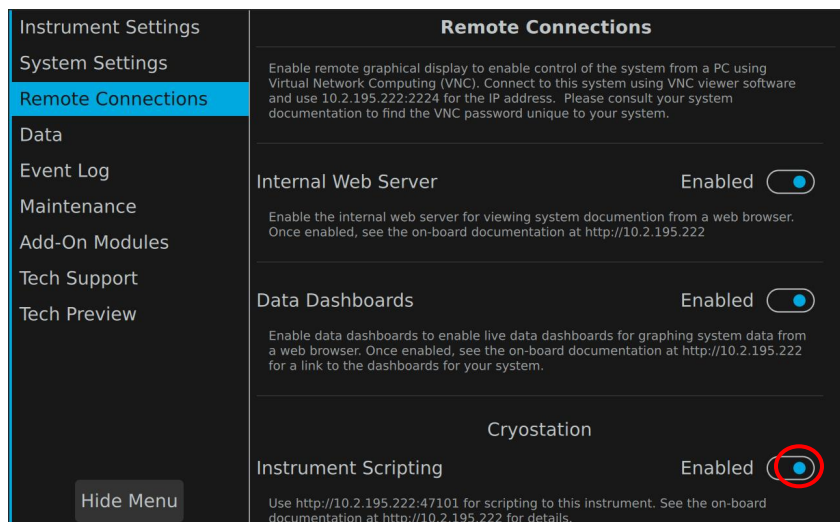 Instrument Settings
System Settings
Remote Connections
Data
Event Log
Maintenance
Add-On Modules
Tech Support
Tech Preview
Hide Menu
Remote Connections
Enable remote graphical display to enable control of the system from a PC using
Virtual Network Computing (VNC). Connect to this system using VNC viewer software
and use 10.2.195.222:2224 for the IP address.  Please consult your system
documentation to find the VNC password unique to your system.
Internal Web Server Enabled
Enable the internal web server for viewing system documention from a web browser.
Once enabled, see the on-board documentation at http://10.2.195.222
Data Dashboards Enabled
Enable data dashboards to enable live data dashboards for graphing system data from
a web browser. Once enabled, see the on-board documentation at http://10.2.195.222
for a link to the dashboards for your system.
Cryostation
Instrument Scripting Enabled
Use http://10.2.195.222:47101 for scripting to this instrument. See the on-board
documentation at http://10.2.195.222 for details.